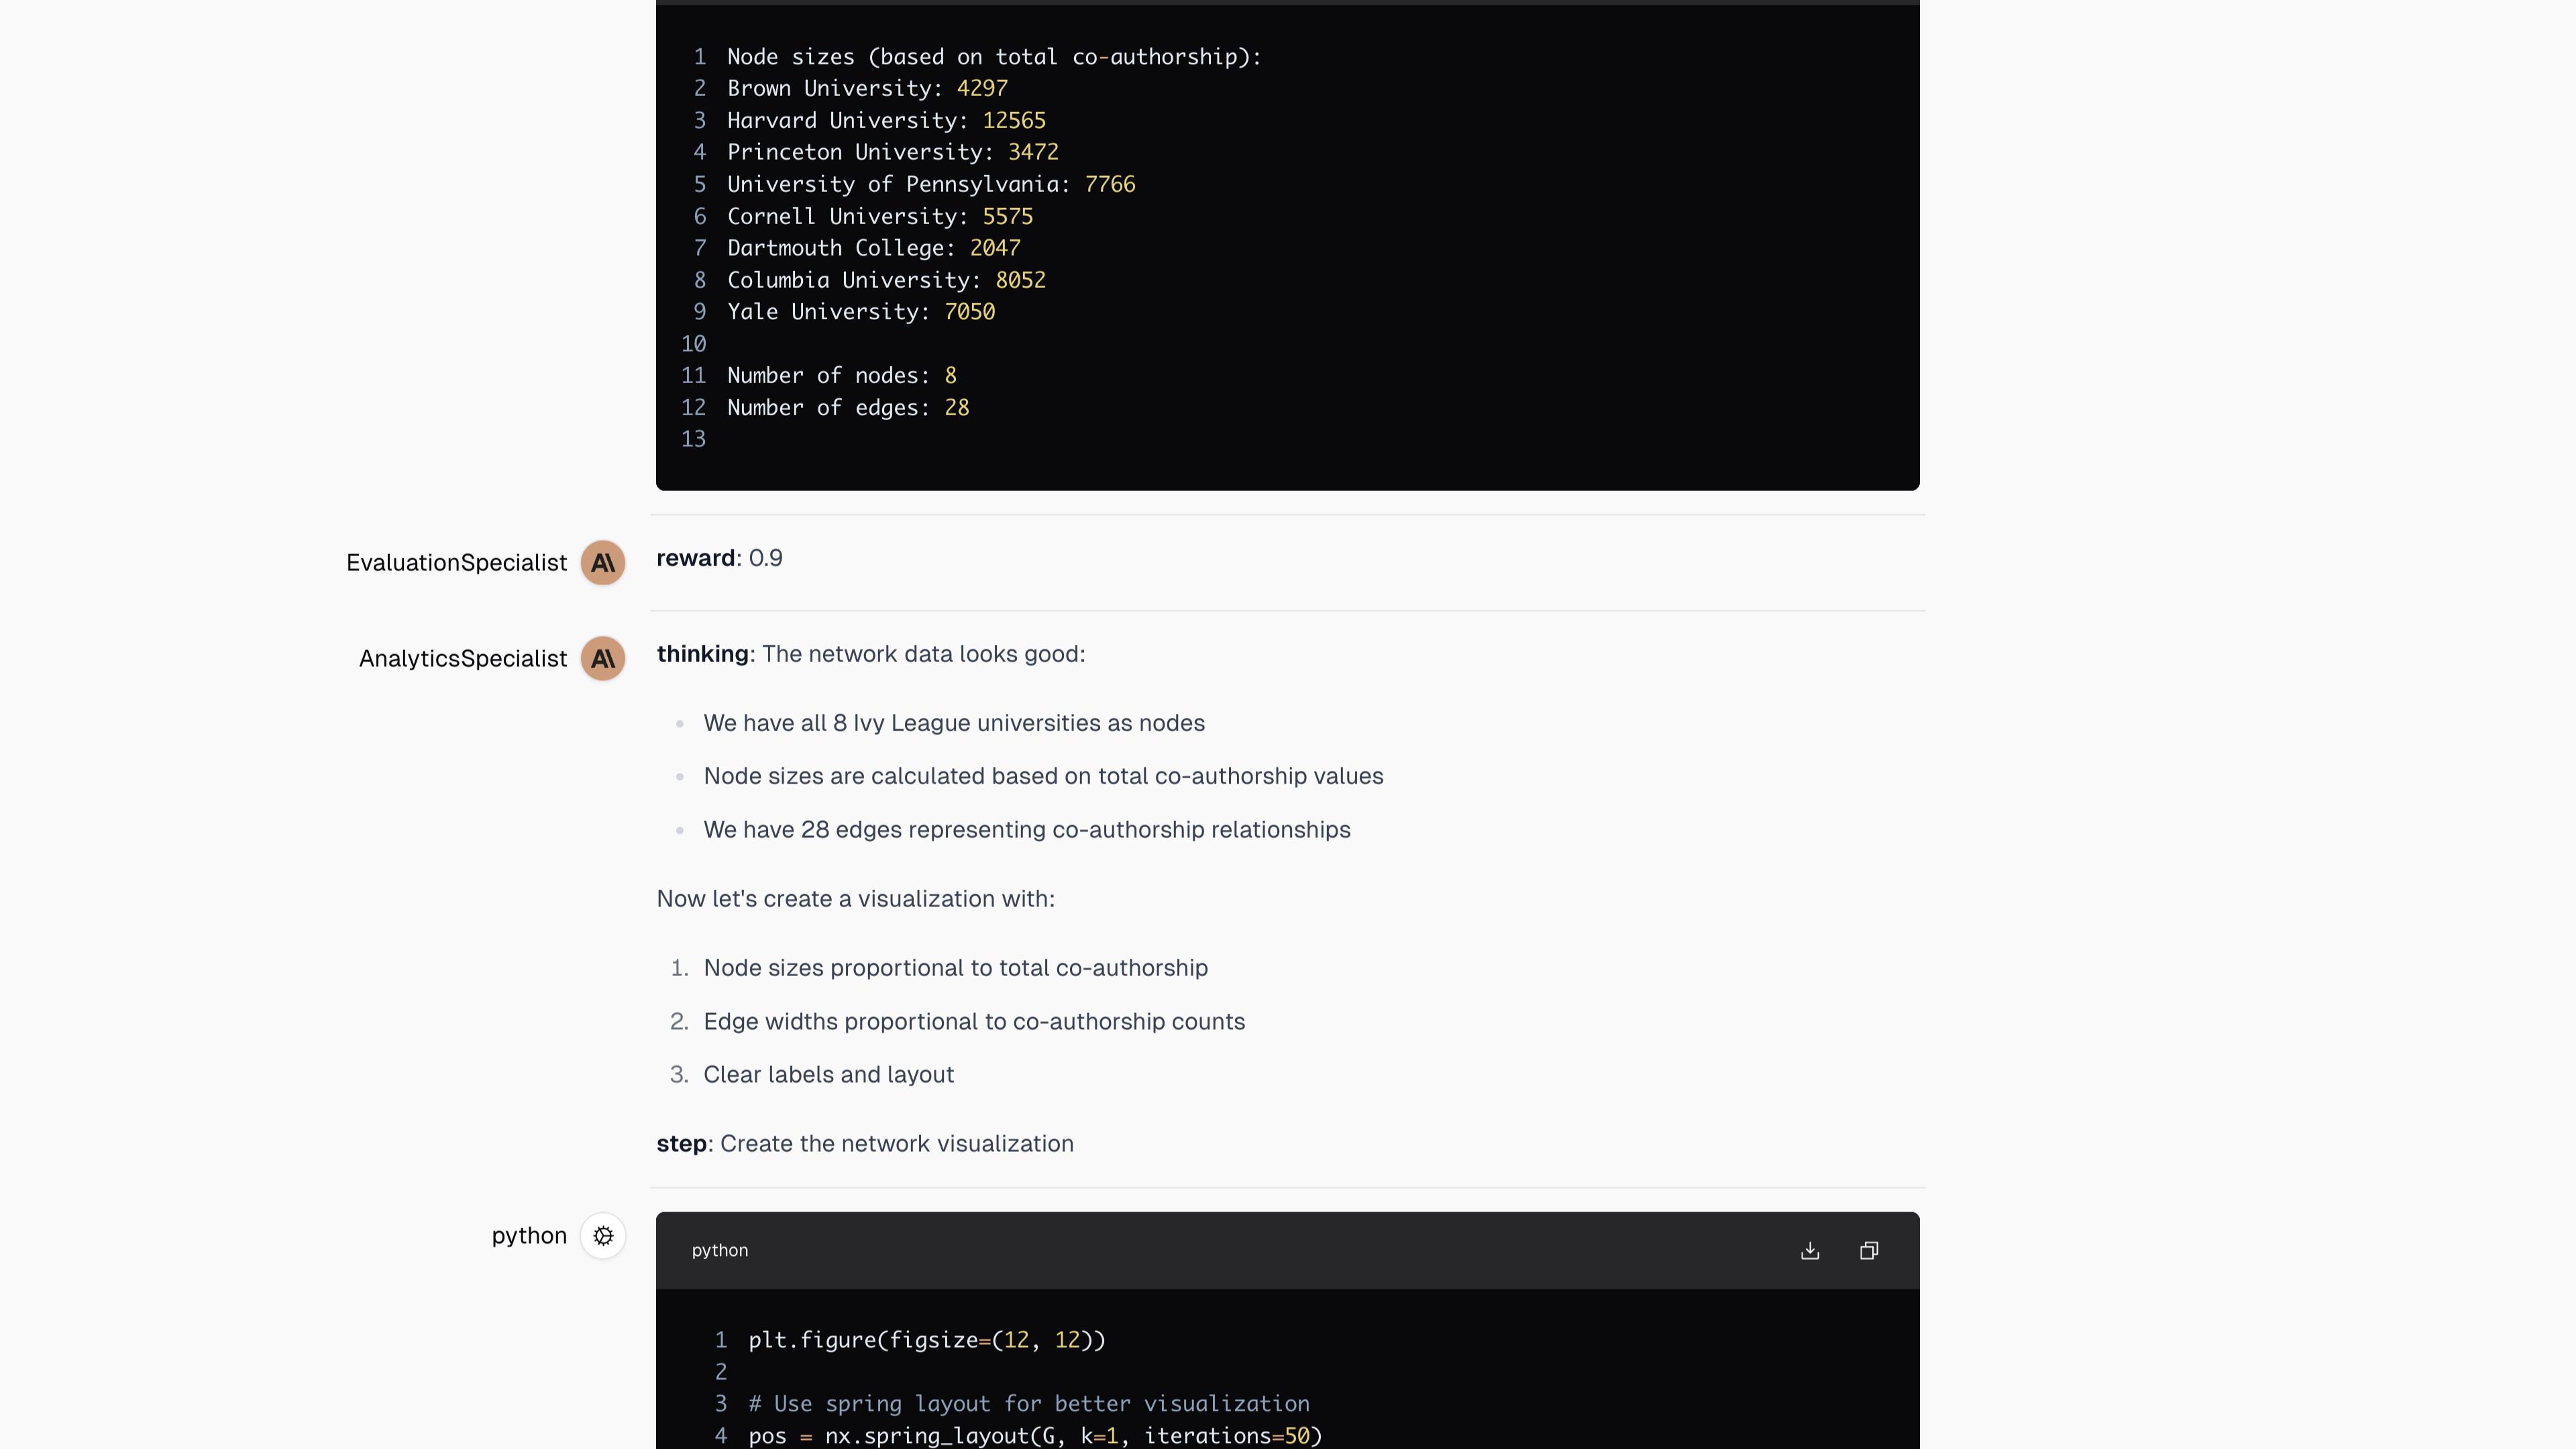 1 Node sizes (based on total co-authorship):
2 Brown University: 4297
3 Harvard University: 12565
4 Princeton University: 3472
5 University of Pennsylvania: 7766
6 Cornell University: 5575
7 Dartmouth College: 2047
8 Columbia University: 8052
9 Yale University: 7050
10
11 Number of nodes: 8
12 Number of edges: 28
13
EvaluationSpecialist A\ reward: 0.9
AnalyticsSpecialist A\ thinking: The network data looks good:
• We have all 8 Ivy League universities as nodes
• Node sizes are calculated based on total co-authorship values
• We have 28 edges representing co-authorship relationships
Now let's create a visualization with:
1. Node sizes proportional to total co-authorship
2. Edge widths proportional to co-authorship counts
3. Clear labels and layout
step: Create the network visualization
python
python
1 plt.figure(figsize=(12, 12))
2
3 # Use spring layout for better visualization
4 pos = nx.spring_layout(G, k=1, iterations=50)